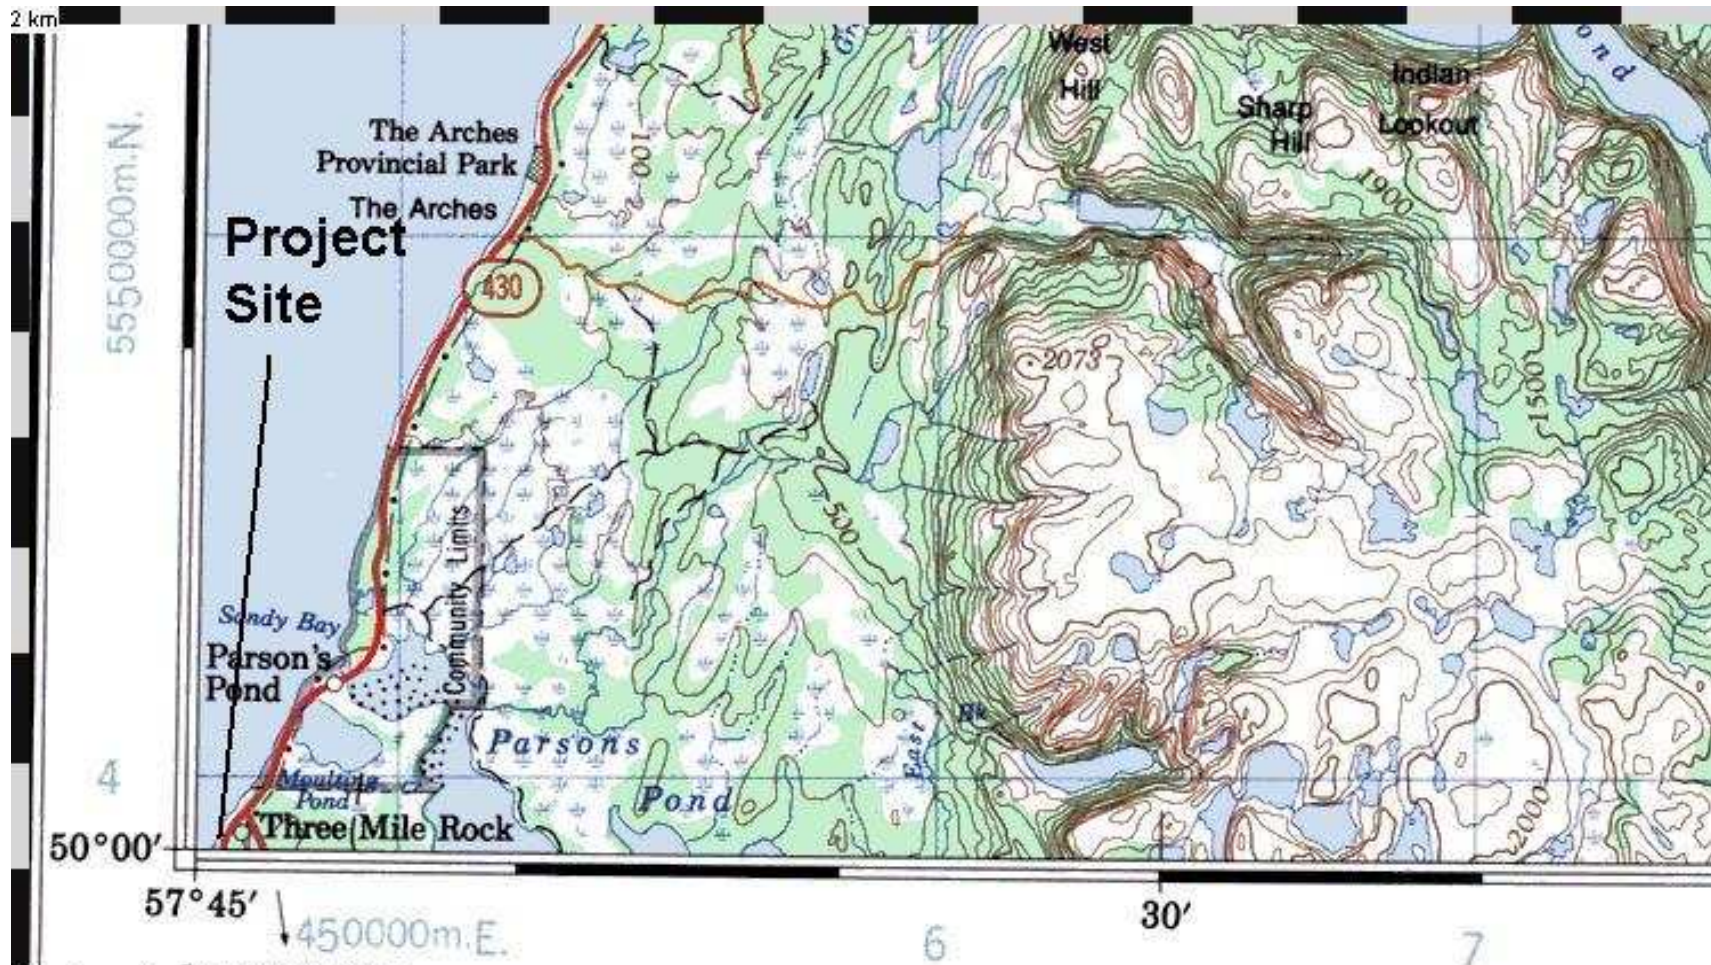 2 km
West
Hill
Indian
Lookout
Sharp
Hill
ond
The Arches
Provincial Park
100
The Arches
1900
5550000m.N.
Project
Site
430
2073
1500
500
Community Limits
Sandy Bay
Parson's
Pond
Parsons
Pond
East
Bk
4
Moulting
Pond
Three Mile Rock
2000
50°00′
57°45′
30′
450000m.E.
6
7